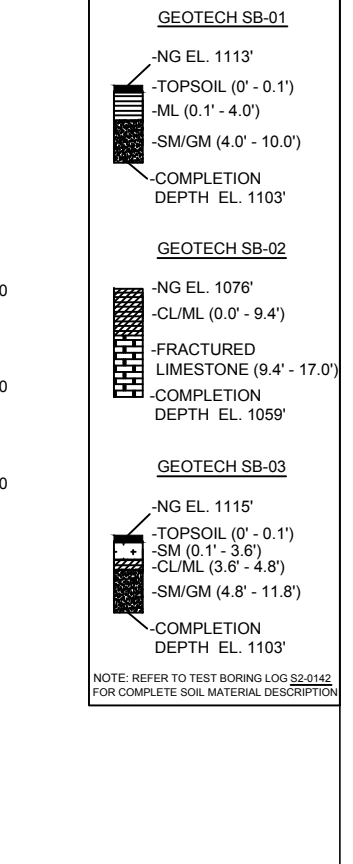 GEOTECH SB-01
-NG EL. 1113'
-TOPSOIL (0' - 0.1')
-ML (0.1' - 4.0')
-SM/GM (4.0' - 10.0')
-COMPLETION
DEPTH EL. 1103'
GEOTECH SB-02
0
-NG EL. 1076'
-CL/ML (0.0' - 9.4')
-FRACTURED
LIMESTONE (9.4' - 17.0')
0
-COMPLETION
DEPTH EL. 1059'
GEOTECH SB-03
0
-NG EL. 1115'
-TOPSOIL (0' - 0.1')
-SM (0.1' - 3.6')
-CL/ML (3.6' - 4.8')
-SM/GM (4.8' - 11.8')
-COMPLETION
DEPTH EL. 1103'
NOTE: REFER TO TEST BORING LOG S2-0142
FOR COMPLETE SOIL MATERIAL DESCRIPTION